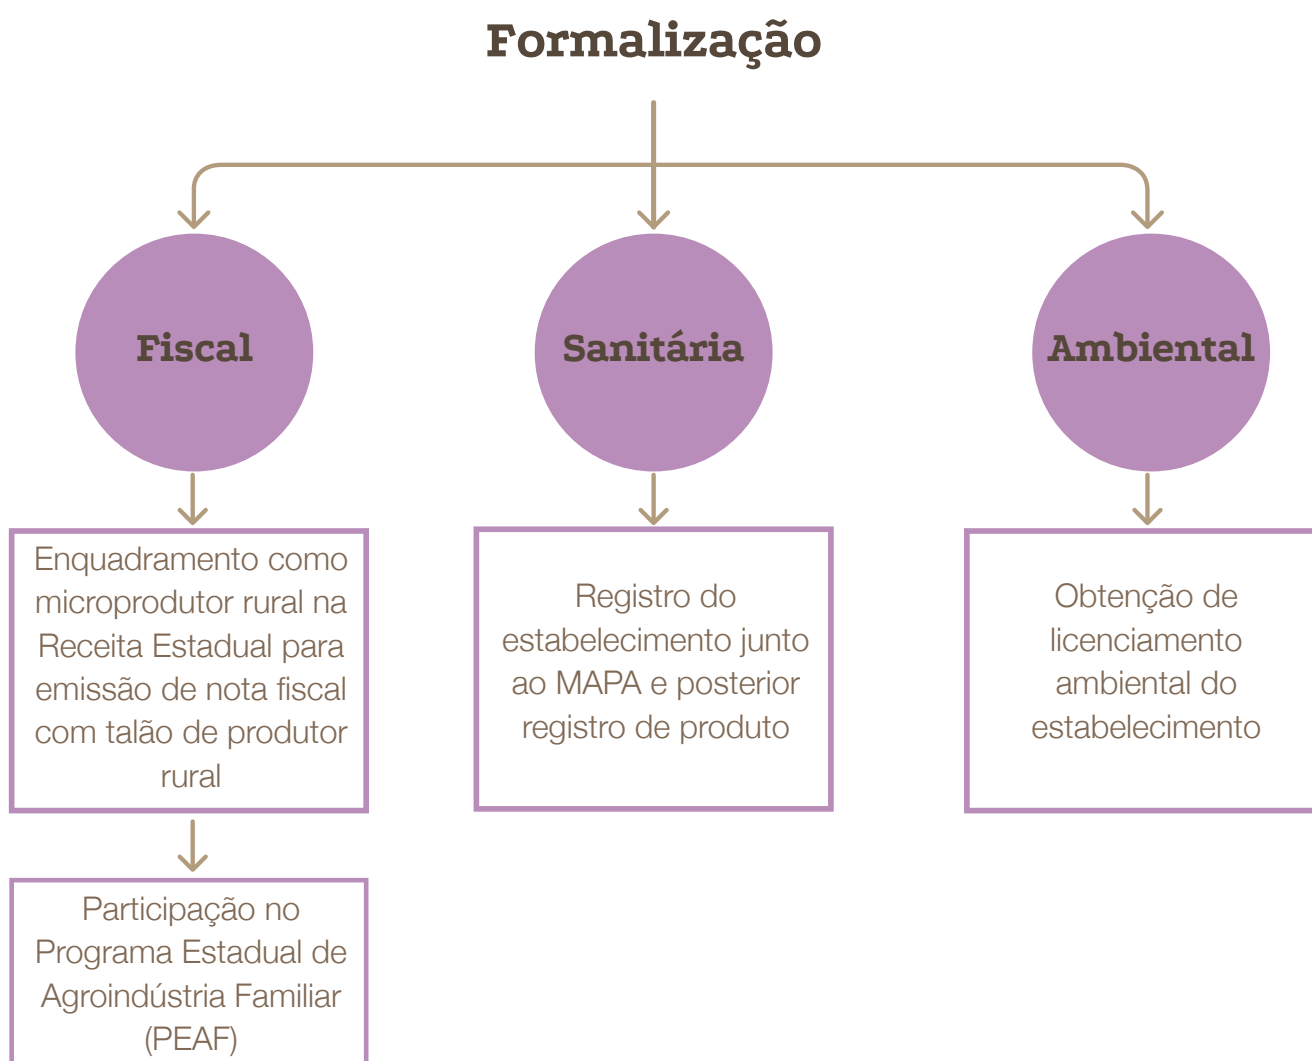 Formalização
Fiscal
Sanitária
Ambiental
Enquadramento como
microprodutor rural na
Receita Estadual para
emissão de nota fiscal
com talão de produtor
rural
Registro do
estabelecimento junto
ao MAPA e posterior
registro de produto
Obtenção de
licenciamento
ambiental do
estabelecimento
Participação no
Programa Estadual de
Agroindústria Familiar
(PEAF)